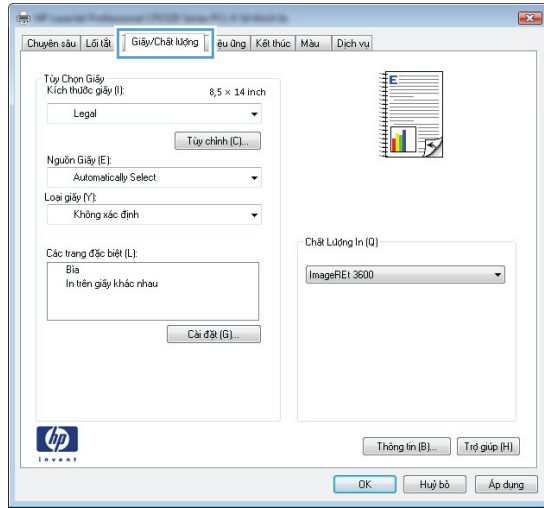 Chuyên sâu Lối tắt Giấy/Chất lượng ệu ứng Kết thúc Màu Dịch vụ
Tùy Chọn Giấy
Kích thước giấy (I): 8,5 × 14 inch
Legal
Tùy chỉnh (C)...
Nguồn Giấy (E):
Automatically Select
Loại giấy (Y):
Không xác định
Các trang đặc biệt (L):
Bìa
In trên giấy khác nhau
Cài đặt (G)...
E
Chất Lượng In (Q)
ImageREt 3600
hp
invent
Thông tin (B)... Trợ giúp (H)
OK Huỷ bỏ Áp dụng